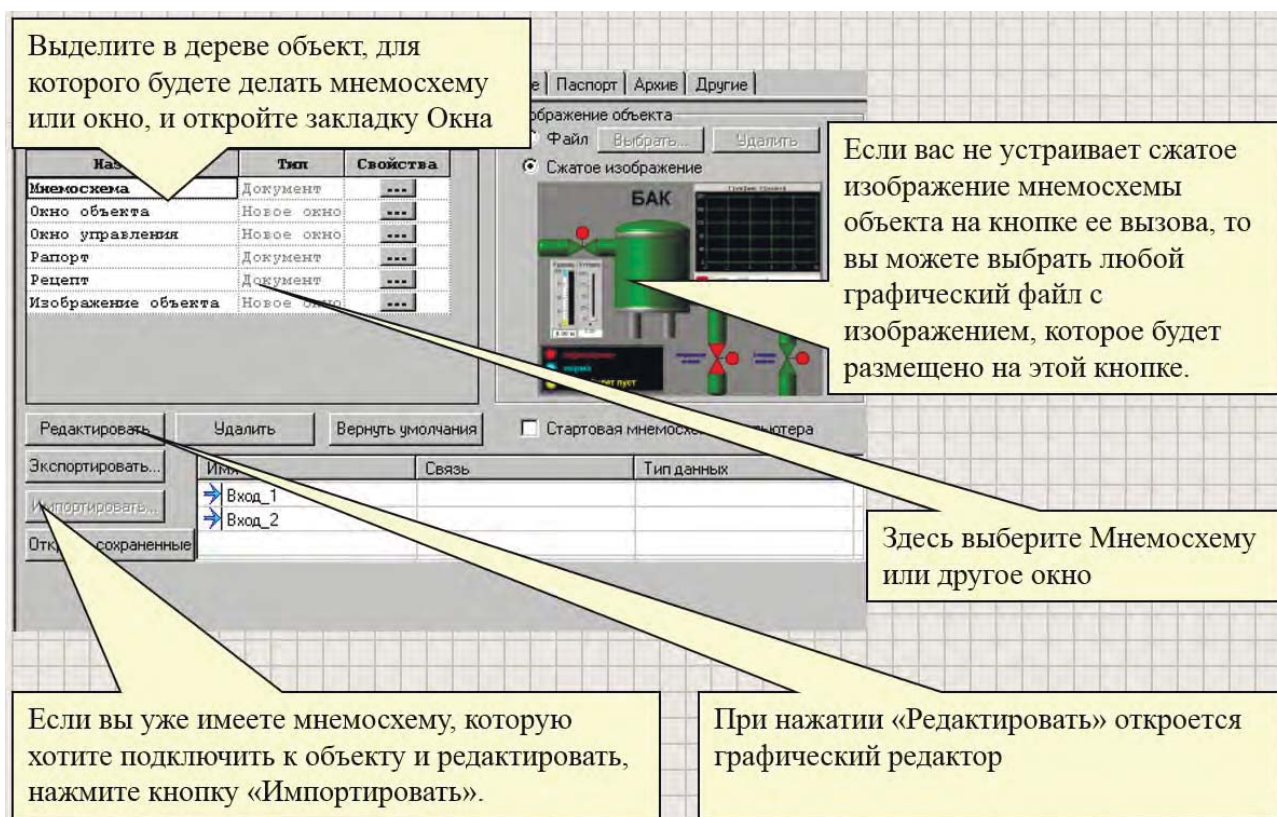 Выделите в дереве объект, для
которого будете делать мнемосхему
или окно, и откройте закладку Окна
Паспорт Архив Другие
Файл Выбрать... Удалить
Сжатое изображение
Тип Свойства
Мнемосхема Документ ...
Окно объекта Новое окно ...
Окно управления Новое окно ...
Рапорт Документ ...
Рецепт Документ ...
Изображение объекта Новое окно ...
БАК
Если вас не устраивает сжатое
изображение мнемосхемы
объекта на кнопке ее вызова, то
вы можете выбрать любой
графический файл с
изображением, которое будет
размещено на этой кнопке.
Редактировать Удалить Вернуть умолчания Стартовая
Экспортировать... Имя Связь Тип данных
Импортировать... Вход_1
Вход_2
сохраненные
Здесь выберите Мнемосхему
или другое окно
Если вы уже имеете мнемосхему, которую
хотите подключить к объекту и редактировать,
нажмите кнопку «Импортировать».
При нажатии «Редактировать» откроется
графический редактор